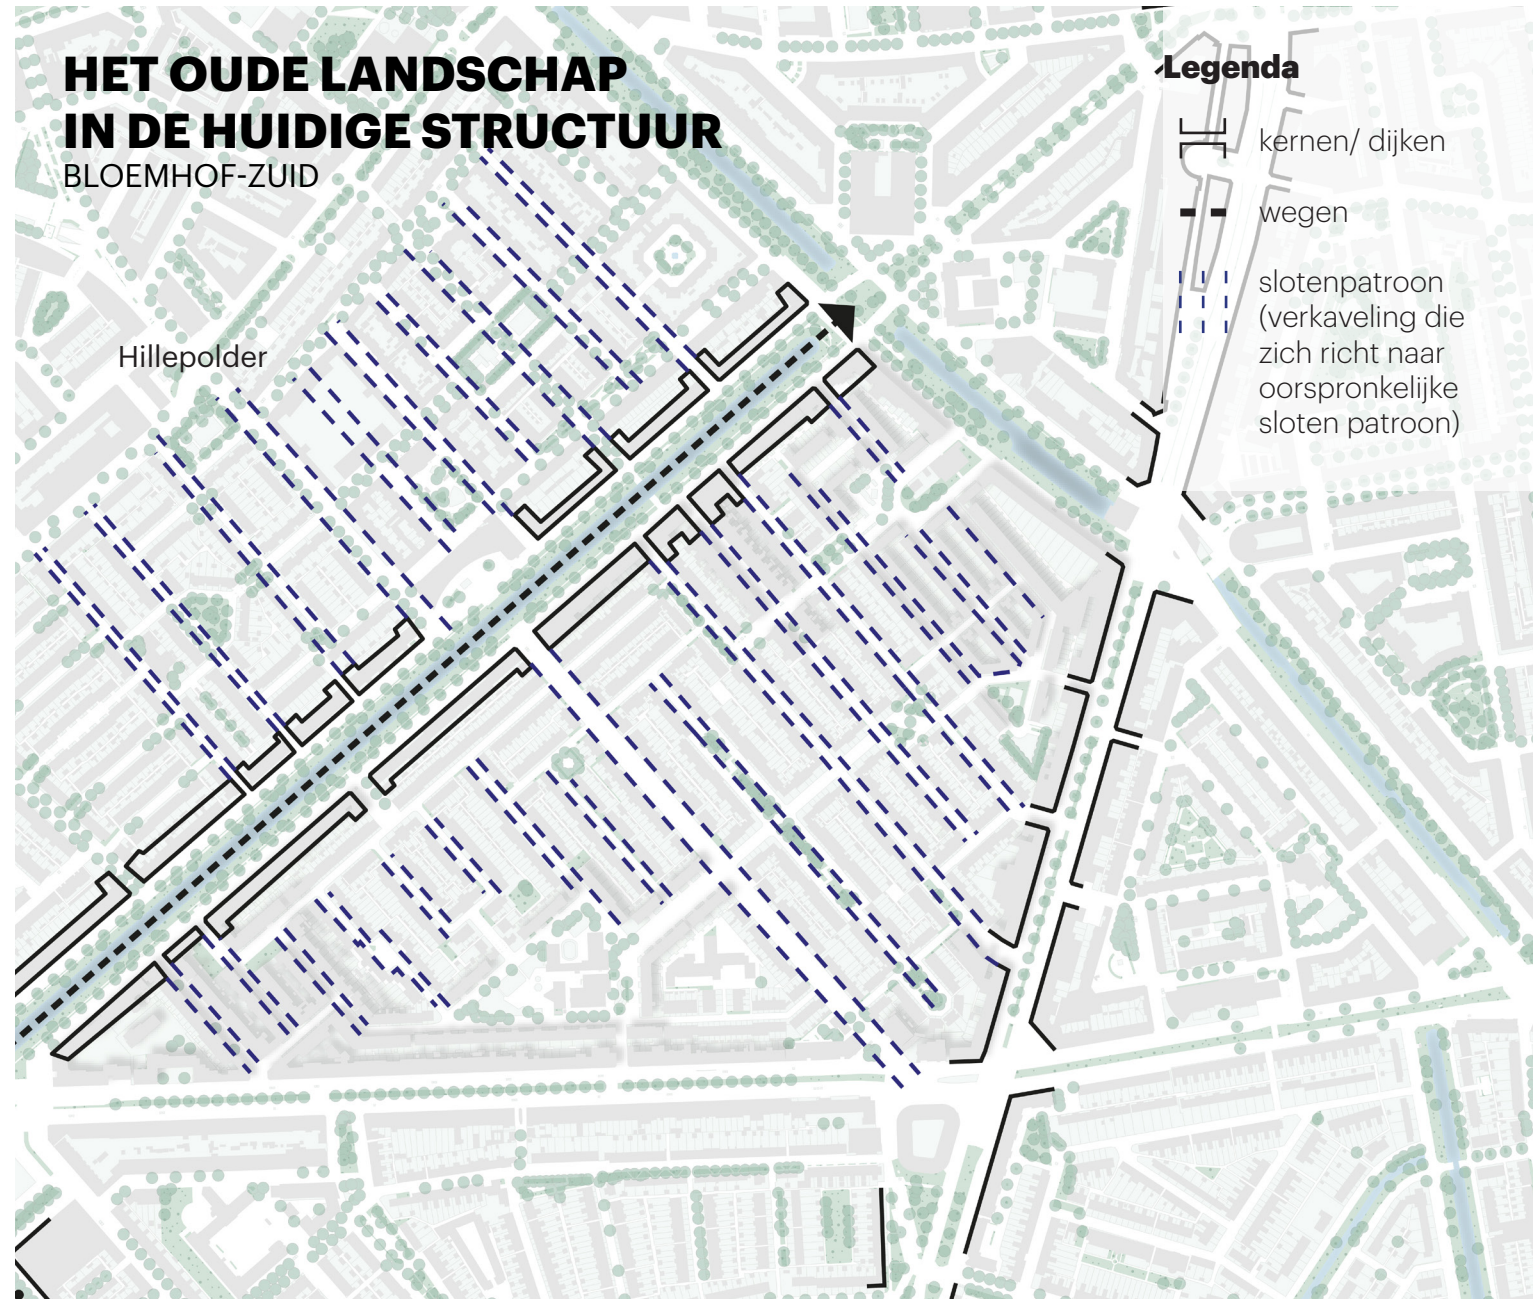 HET OUDE LANDSCHAP
IN DE HUIDIGE STRUCTUUR
BLOEMHOF-ZUID
Hillepolder
Legenda
kernen/ dijken
wegen
slotenpatroon
(verkaveling die
zich richt naar
oorspronkelijke
sloten patroon)